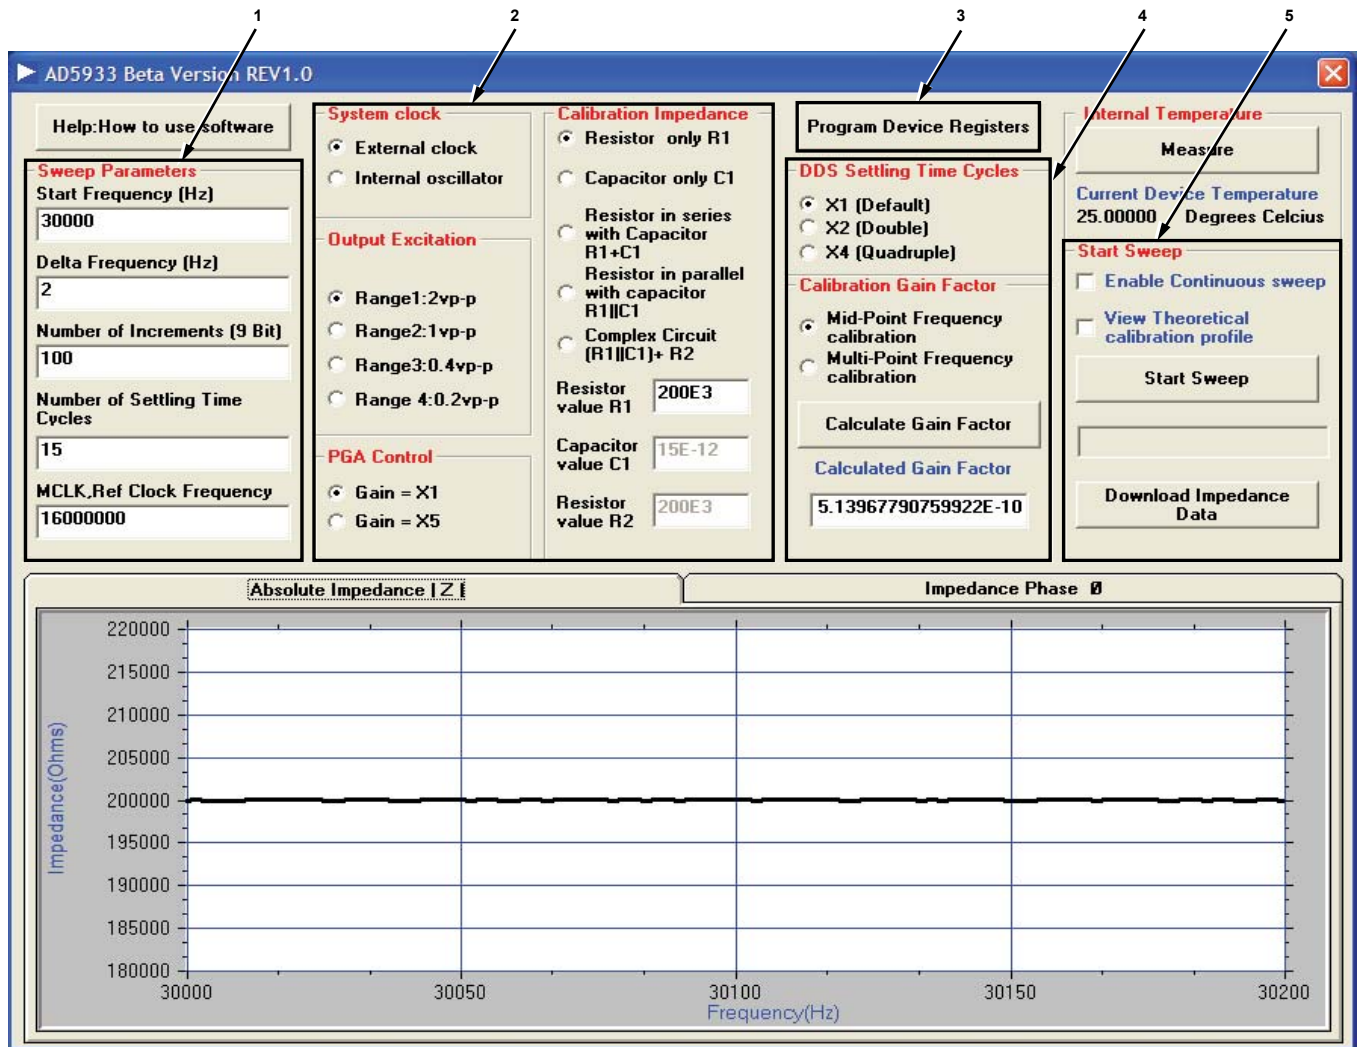 1
2
3
4
5
AD5933 Beta Version REV1.0
Help:How to use software
Sweep Parameters
Start Frequency (Hz)
30000
Delta Frequency (Hz)
2
Number of Increments (9 Bit)
100
Number of Settling Time
Cycles
15
MCLK,Ref Clock Frequency
16000000
System clock
External clock
Internal oscillator
Output Excitation
Range1:2vp-p
Range2:1vp-p
Range3:0.4vp-p
Range 4:0.2vp-p
PGA Control
Gain = X1
Gain = X5
Calibration Impedance
Resistor only R1
Capacitor only C1
Resistor in series
with Capacitor
R1+C1
Resistor in parallel
with capacitor
R1||C1
Complex Circuit
(R1||C1)+ R2
Resistor
value R1
200E3
Capacitor
value C1
15E-12
Resistor
value R2
200E3
Program Device Registers
DDS Settling Time Cycles
X1 (Default)
X2 (Double)
X4 (Quadruple)
Calibration Gain Factor
Mid-Point Frequency
calibration
Multi-Point Frequency
calibration
Calculate Gain Factor
Calculated Gain Factor
5.13967790759922E-10
Internal Temperature
Measure
Current Device Temperature
25.00000 Degrees Celcius
Start Sweep
Enable Continuous sweep
View Theoretical
calibration profile
Start Sweep
Download Impedance
Data
Absolute Impedance |Z|
Impedance Phase Ø
Impedance(Ohms)
220000
215000
210000
205000
200000
195000
190000
185000
180000
30000
30050
30100
30150
30200
Frequency(Hz)